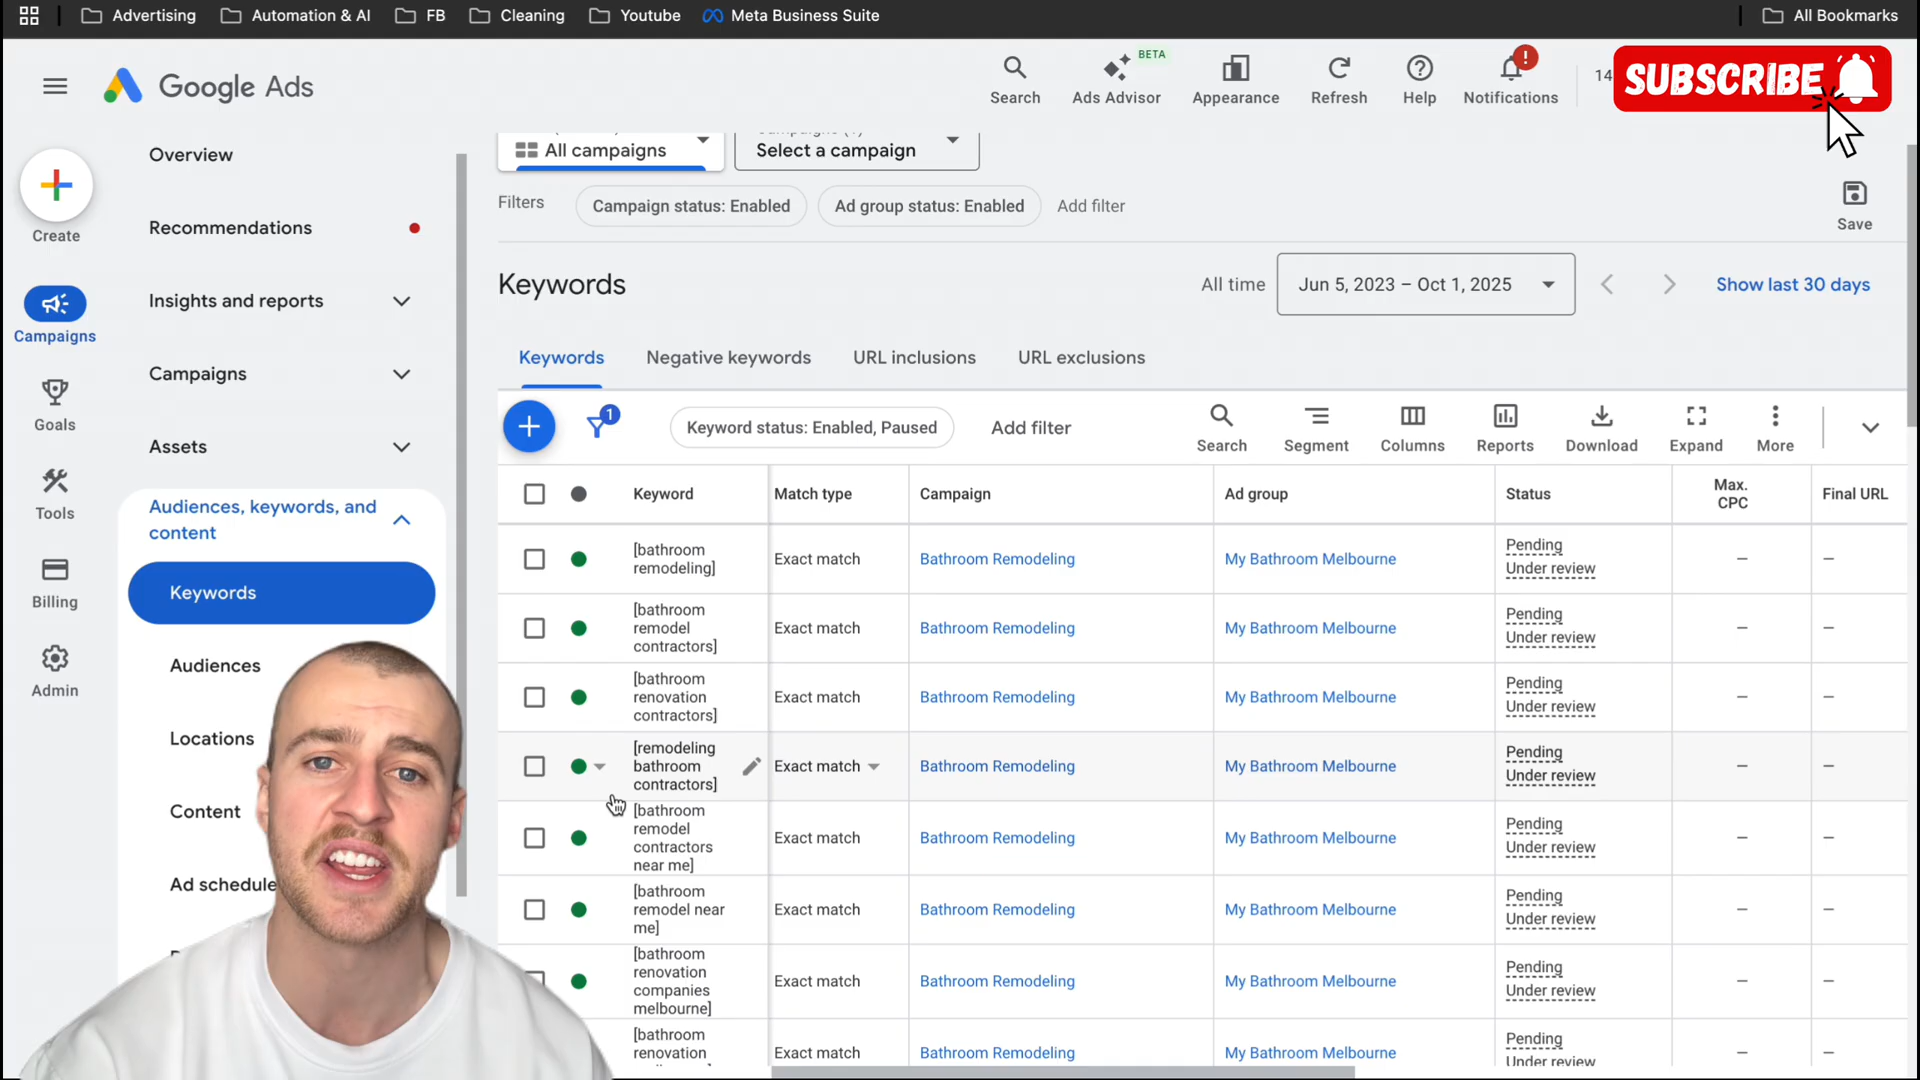 Advertising
Automation & AI
FB
Cleaning
Youtube
Meta Business Suite
All Bookmarks
Google Ads
Search
BETA
Ads Advisor
Appearance
Refresh
Help
!
Notifications
14
SUBSCRIBE
Create
Campaigns
Goals
Tools
Billing
Admin
Overview
Recommendations
Insights and reports
Campaigns
Assets
Audiences, keywords, and
content
Keywords
Audiences
Locations
Content
Ad schedule
All campaigns
Select a campaign
Filters
Campaign status: Enabled
Ad group status: Enabled
Add filter
Save
Keywords
All time
Jun 5, 2023 – Oct 1, 2025
Show last 30 days
Keywords
Negative keywords
URL inclusions
URL exclusions
1
Keyword status: Enabled, Paused
Add filter
Search
Segment
Columns
Reports
Download
Expand
More
Keyword
Match type
Campaign
Ad group
Status
Max.
CPC
Final URL
[bathroom
remodeling]
Exact match
Bathroom Remodeling
My Bathroom Melbourne
Pending
Under review
–
–
[bathroom
remodel
contractors]
Exact match
Bathroom Remodeling
My Bathroom Melbourne
Pending
Under review
–
–
[bathroom
renovation
contractors]
Exact match
Bathroom Remodeling
My Bathroom Melbourne
Pending
Under review
–
–
[remodeling
bathroom
contractors]
Exact match
Bathroom Remodeling
My Bathroom Melbourne
Pending
Under review
–
–
[bathroom
remodel
contractors
near me]
Exact match
Bathroom Remodeling
My Bathroom Melbourne
Pending
Under review
–
–
[bathroom
remodel near
me]
Exact match
Bathroom Remodeling
My Bathroom Melbourne
Pending
Under review
–
–
[bathroom
renovation
companies
melbourne]
Exact match
Bathroom Remodeling
My Bathroom Melbourne
Pending
Under review
–
–
[bathroom
renovation
Exact match
Bathroom Remodeling
My Bathroom Melbourne
Pending
Under review
–
–